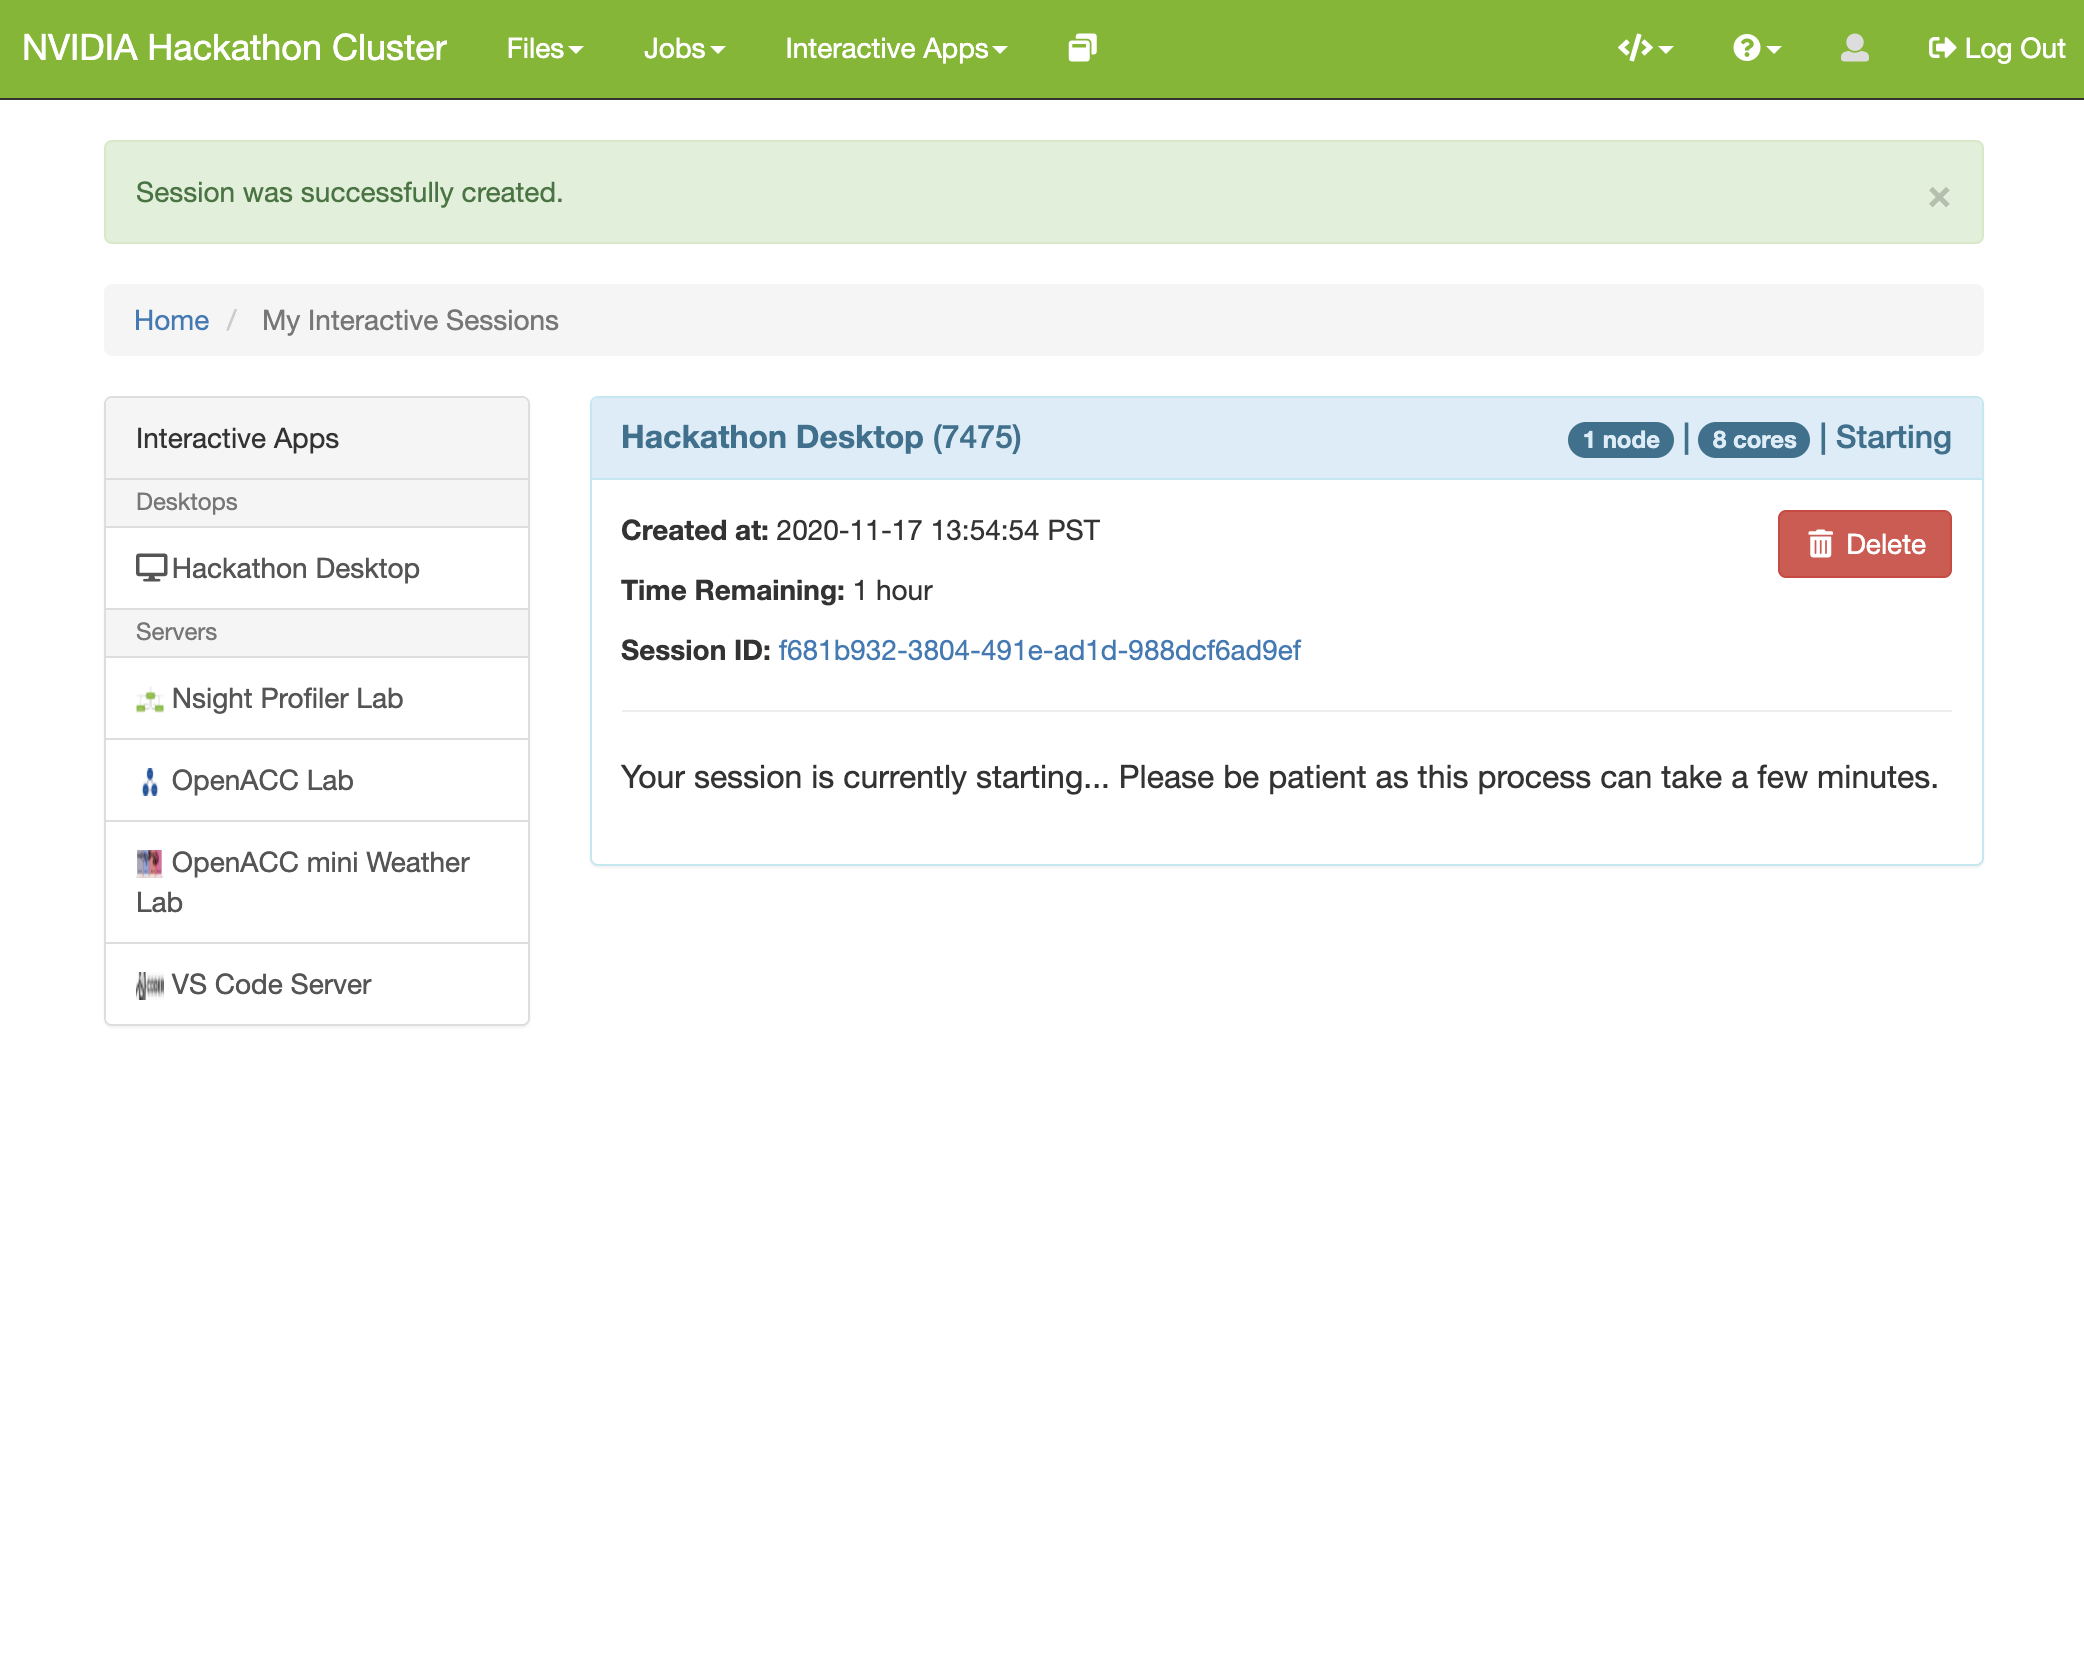 NVIDIA Hackathon Cluster Files Jobs Interactive Apps Log Out
Session was successfully created.
Home / My Interactive Sessions
Interactive Apps
Desktops
Hackathon Desktop
Servers
Nsight Profiler Lab
OpenACC Lab
OpenACC mini Weather
Lab
VS Code Server
Hackathon Desktop (7475) 1 node | 8 cores | Starting
Created at: 2020-11-17 13:54:54 PST
Delete
Time Remaining: 1 hour
Session ID: f681b932-3804-491e-ad1d-988dcf6ad9ef
Your session is currently starting... Please be patient as this process can take a few minutes.